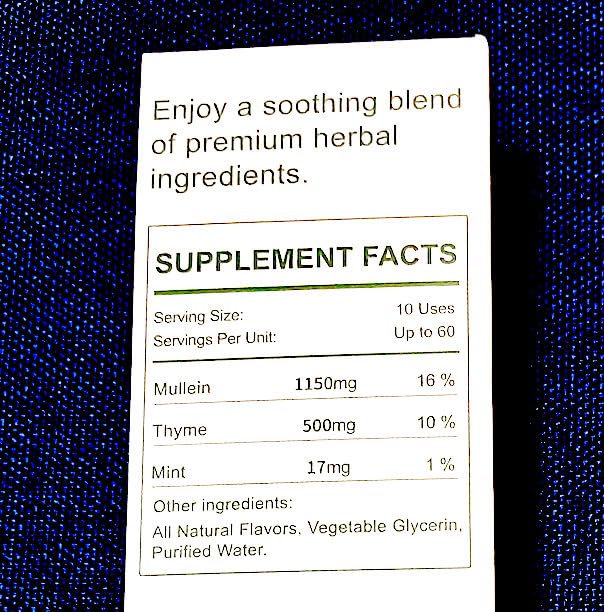 Enjoy a soothing blend
of premium herbal
ingredients.
SUPPLEMENT FACTS
Serving Size: 10 Uses
Servings Per Unit: Up to 60
Mullein 1150mg 16 %
Thyme 500mg 10 %
Mint 17mg 1 %
Other ingredients:
All Natural Flavors, Vegetable Glycerin,
Purified Water.